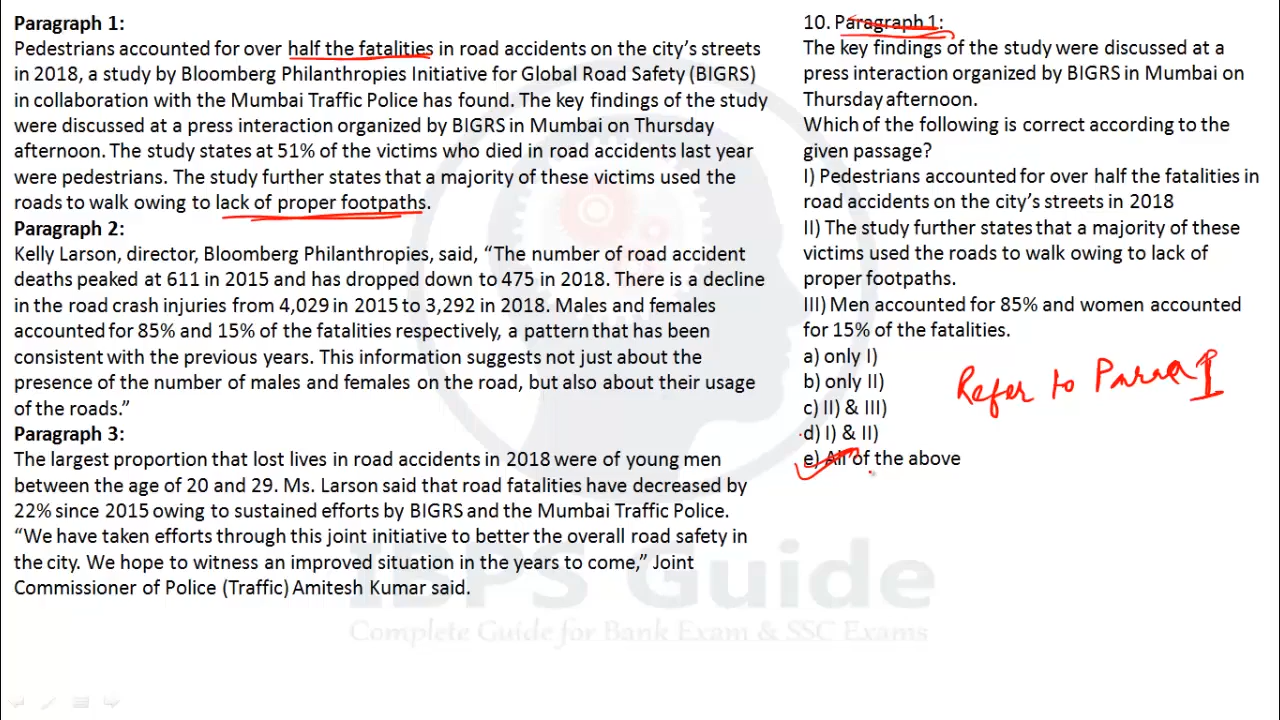 Paragraph 1:
Pedestrians accounted for over half the fatalities in road accidents on the city’s streets
in 2018, a study by Bloomberg Philanthropies Initiative for Global Road Safety (BIGRS)
in collaboration with the Mumbai Traffic Police has found. The key findings of the study
were discussed at a press interaction organized by BIGRS in Mumbai on Thursday
afternoon. The study states at 51% of the victims who died in road accidents last year
were pedestrians. The study further states that a majority of these victims used the
roads to walk owing to lack of proper footpaths.
Paragraph 2:
Kelly Larson, director, Bloomberg Philanthropies, said, “The number of road accident
deaths peaked at 611 in 2015 and has dropped down to 475 in 2018. There is a decline
in the road crash injuries from 4,029 in 2015 to 3,292 in 2018. Males and females
accounted for 85% and 15% of the fatalities respectively, a pattern that has been
consistent with the previous years. This information suggests not just about the
presence of the number of males and females on the road, but also about their usage
of the roads.”
Paragraph 3:
The largest proportion that lost lives in road accidents in 2018 were of young men
between the age of 20 and 29. Ms. Larson said that road fatalities have decreased by
22% since 2015 owing to sustained efforts by BIGRS and the Mumbai Traffic Police.
“We have taken efforts through this joint initiative to better the overall road safety in
the city. We hope to witness an improved situation in the years to come,” Joint
Commissioner of Police (Traffic) Amitesh Kumar said.
10. Paragraph 1:
The key findings of the study were discussed at a
press interaction organized by BIGRS in Mumbai on
Thursday afternoon.
Which of the following is correct according to the
given passage?
I) Pedestrians accounted for over half the fatalities in
road accidents on the city’s streets in 2018
II) The study further states that a majority of these
victims used the roads to walk owing to lack of
proper footpaths.
III) Men accounted for 85% and women accounted
for 15% of the fatalities.
a) only I)
b) only II)
c) II) & III)
d) I) & II)
e) All of the above
Refer to Para I
IBPS Guide
Complete Guide for Bank Exam & SSC Exams